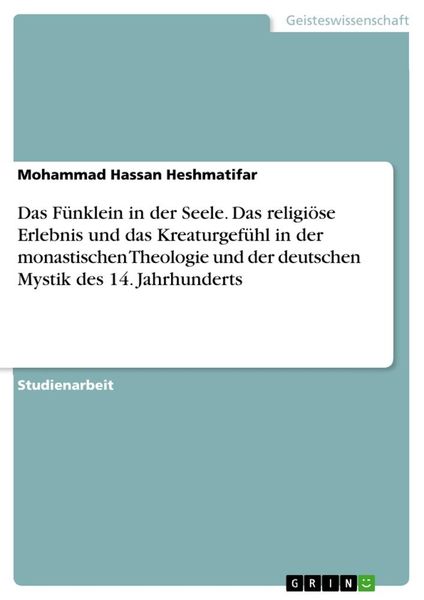 Geisteswissenschaft
Mohammad Hassan Heshmatifar
Das Fünklein in der Seele. Das religiöse
Erlebnis und das Kreaturgefühl in der
monastischen Theologie und der deutschen
Mystik des 14. Jahrhunderts
Studienarbeit
GRIN